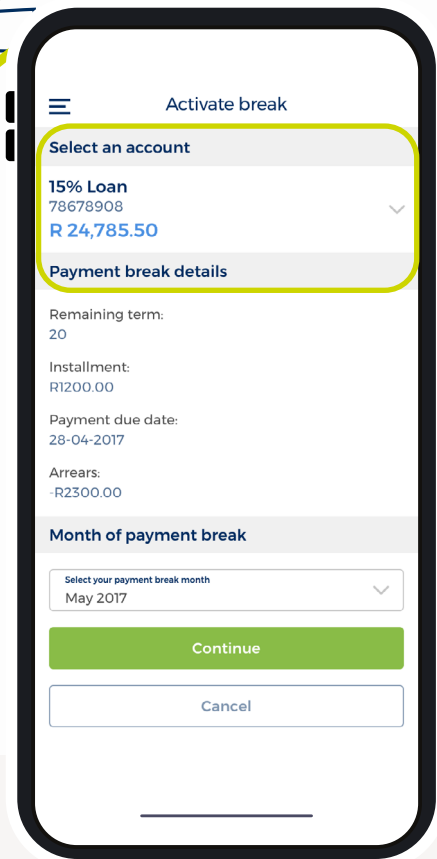 Activate break
Select an account
15% Loan
78678908
R 24,785.50
Payment break details
Remaining term:
20
Installment:
R1200.00
Payment due date:
28-04-2017
Arrears:
-R2300.00
Month of payment break
Select your payment break month
May 2017
Continue
Cancel